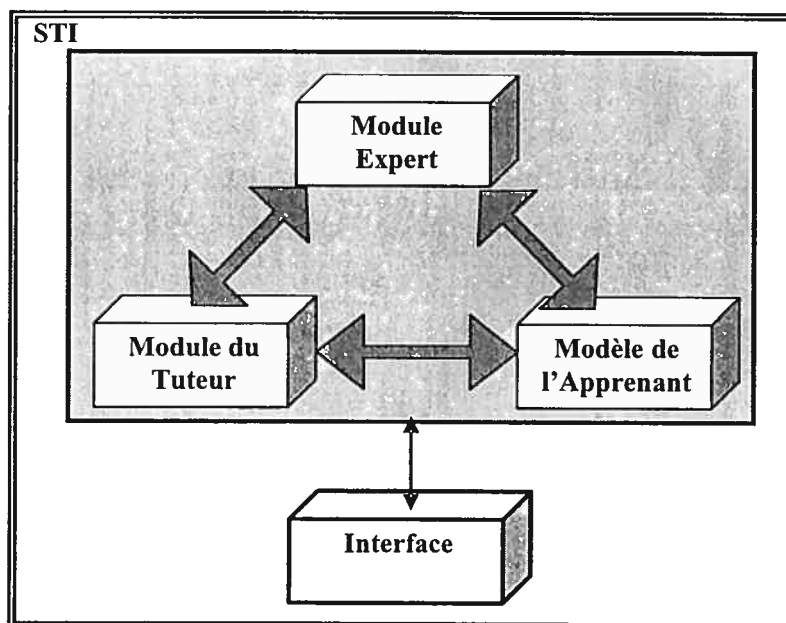 STI
Module
Expert
Module du
Tuteur
Modèle de
l'Apprenant
Interface